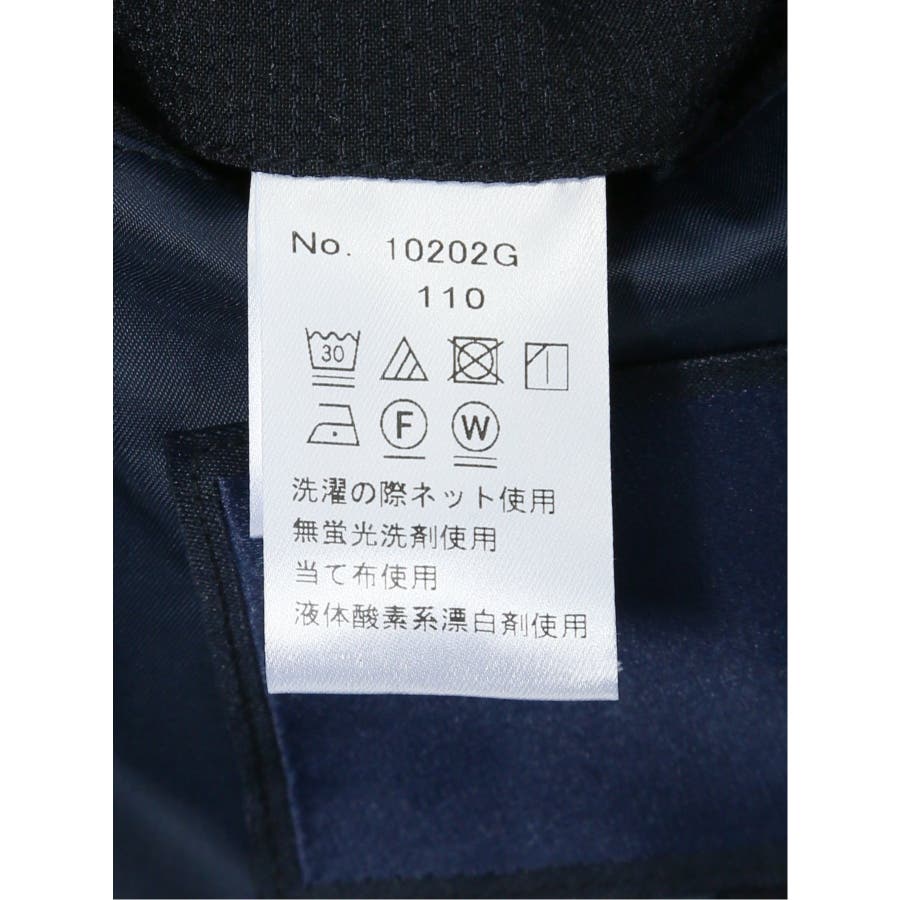 No. 10202G
110
30
F W
洗濯の際ネット使用
無蛍光洗剤使用
当て布使用
液体酸素系漂白剤使用